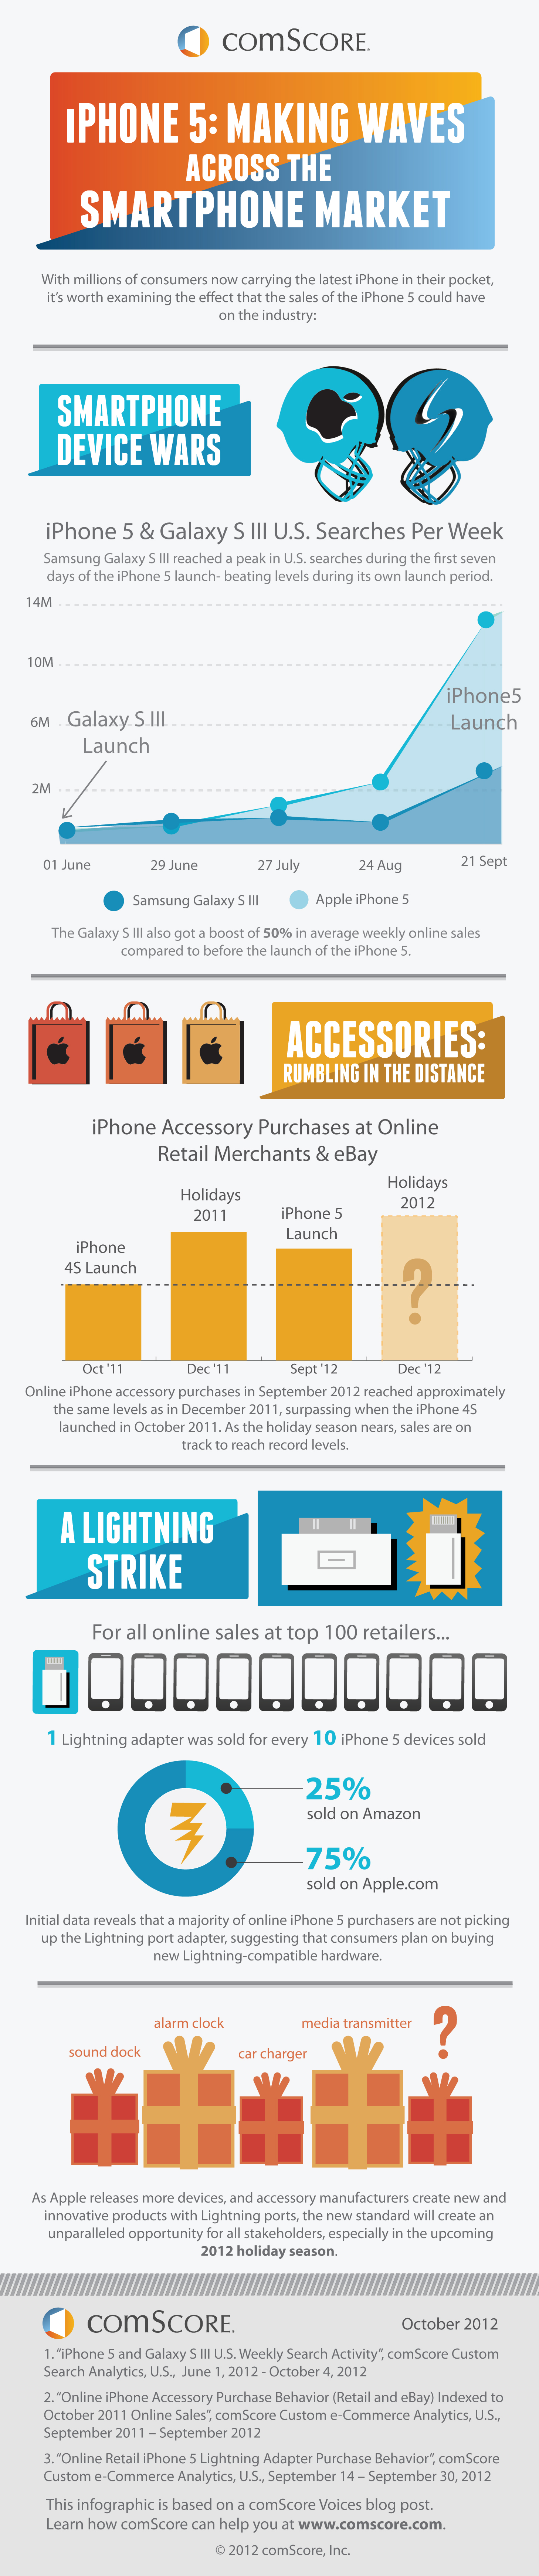 comSCORE.
iPHONE 5: MAKING WAVES
ACROSS THE
SMARTPHONE MARKET
With millions of consumers now carrying the latest iPhone in their pocket,
it's worth examining the effect that the sales of the iPhone 5 could have
on the industry:
SMARTPHONE
DEVICE WARS
iPhone 5 & Galaxy S III U.S. Searches Per Week
Samsung Galaxy S III reached a peak in U.S. searches during the first seven
days of the iPhone 5 launch- beating levels during its own launch period.
14M
10M
6M
2M
Galaxy S III
Launch
iPhone5
Launch
01 June
29 June
27 July
24 Aug
21 Sept
Samsung Galaxy S III
Apple iPhone 5
The Galaxy S III also got a boost of 50% in average weekly online sales
compared to before the launch of the iPhone 5.
ACCESSORIES:
RUMBLING IN THE DISTANCE
iPhone Accessory Purchases at Online
Retail Merchants & eBay
iPhone
4S Launch
Holidays
2011
iPhone 5
Launch
Holidays
2012
?
Oct '11
Dec '11
Sept '12
Dec '12
Online iPhone accessory purchases in September 2012 reached approximately
the same levels as in December 2011, surpassing when the iPhone 4S
launched in October 2011. As the holiday season nears, sales are on
track to reach record levels.
A LIGHTNING
STRIKE
For all online sales at top 100 retailers...
1 Lightning adapter was sold for every 10 iPhone 5 devices sold
25%
sold on Amazon
75%
sold on Apple.com
Initial data reveals that a majority of online iPhone 5 purchasers are not picking
up the Lightning port adapter, suggesting that consumers plan on buying
new Lightning-compatible hardware.
sound dock
alarm clock
car charger
media transmitter
?
As Apple releases more devices, and accessory manufacturers create new and
innovative products with Lightning ports, the new standard will create an
unparalleled opportunity for all stakeholders, especially in the upcoming
2012 holiday season.
comSCORE.
October 2012
1. "iPhone 5 and Galaxy S III U.S. Weekly Search Activity", comScore Custom
Search Analytics, U.S., June 1, 2012 - October 4, 2012
2. "Online iPhone Accessory Purchase Behavior (Retail and eBay) Indexed to
October 2011 Online Sales", comScore Custom e-Commerce Analytics, U.S.,
September 2011 – September 2012
3. "Online Retail iPhone 5 Lightning Adapter Purchase Behavior", comScore
Custom e-Commerce Analytics, U.S., September 14 – September 30, 2012
This infographic is based on a comScore Voices blog post.
Learn how comScore can help you at www.comscore.com.
© 2012 comScore, Inc.